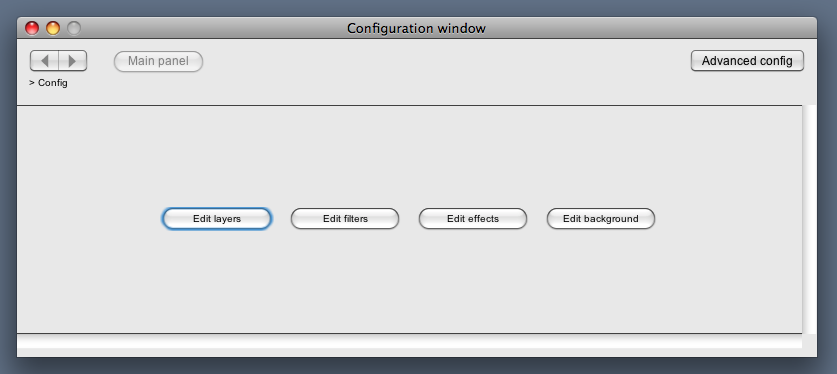 Configuration window
Main panel
Advanced config
> Config
Edit layers
Edit filters
Edit effects
Edit background